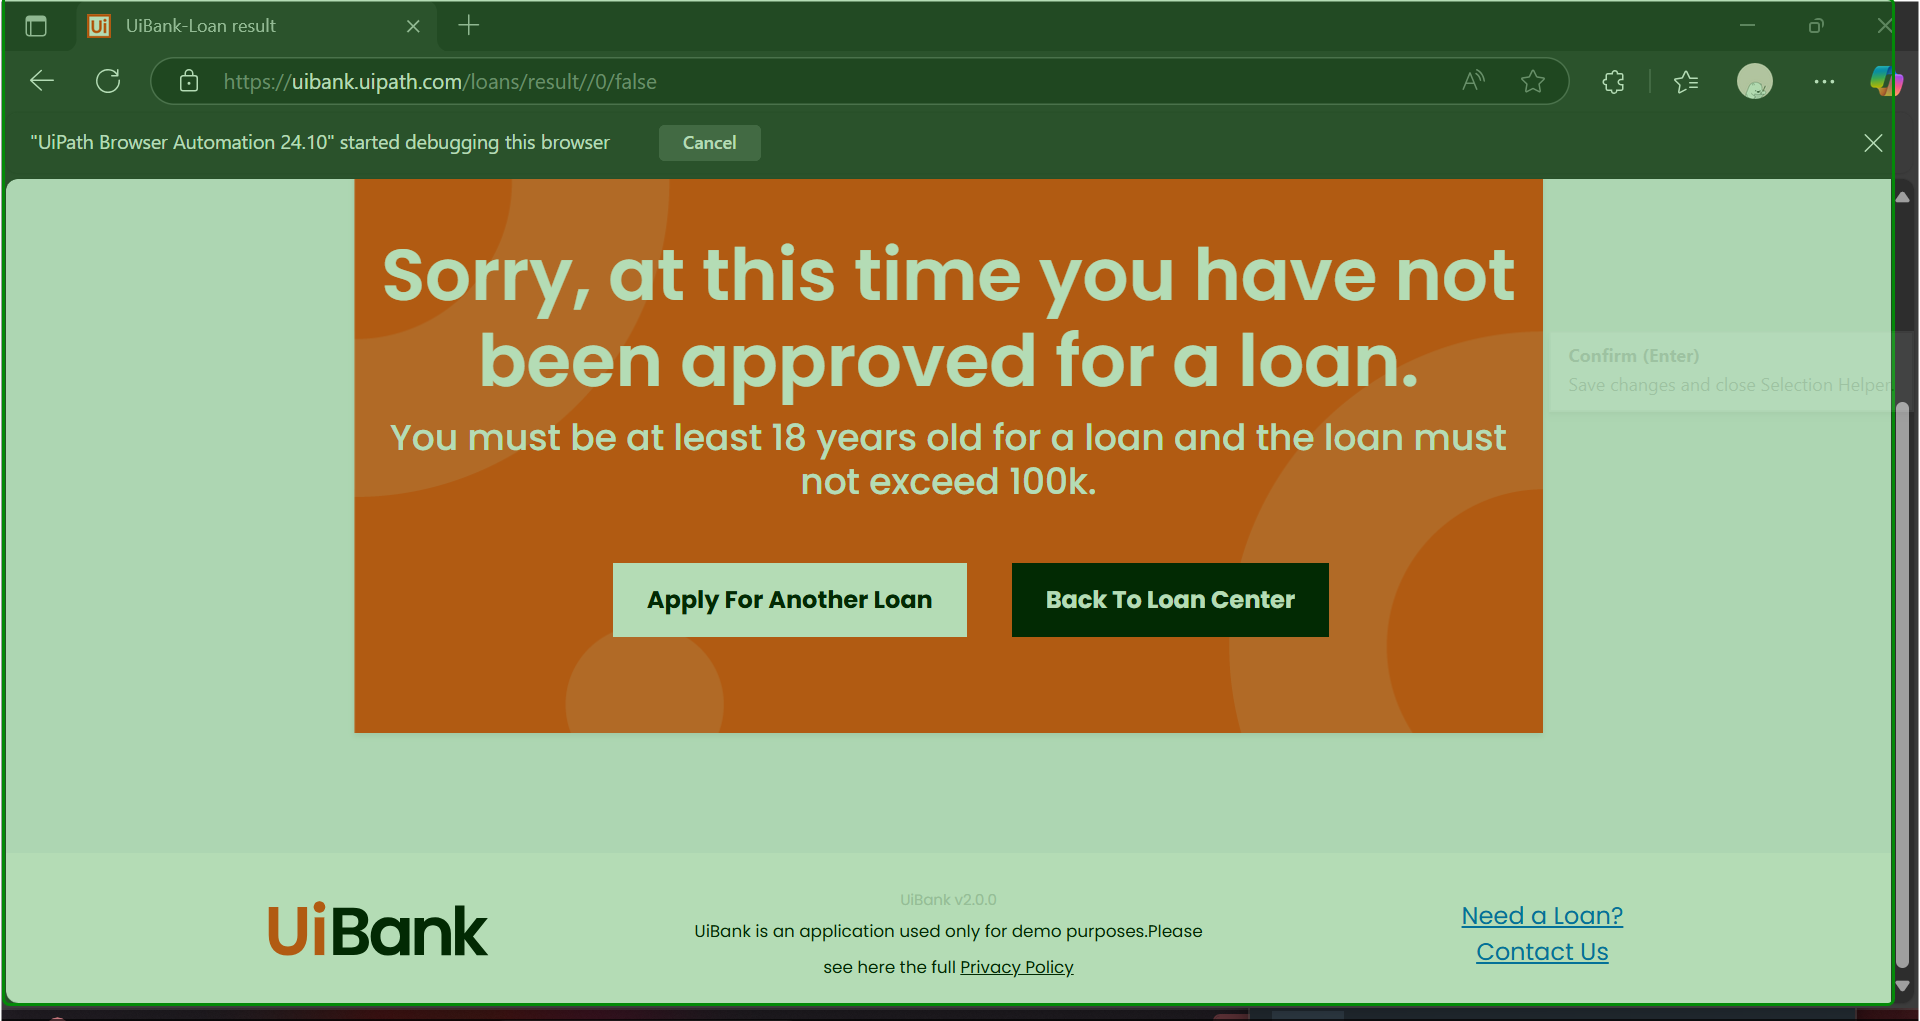 Ui UiBank-Loan result
https://uibank.uipath.com/loans/result//0/false
"UiPath Browser Automation 24.10" started debugging this browser Cancel
Sorry, at this time you have not
been approved for a loan.
Confirm (Enter)
Save changes and close Selection Helper
You must be at least 18 years old for a loan and the loan must
not exceed 100k.
Apply For Another Loan Back To Loan Center
UiBank
UiBank v2.0.0
UiBank is an application used only for demo purposes.Please
see here the full Privacy Policy
Need a Loan?
Contact Us